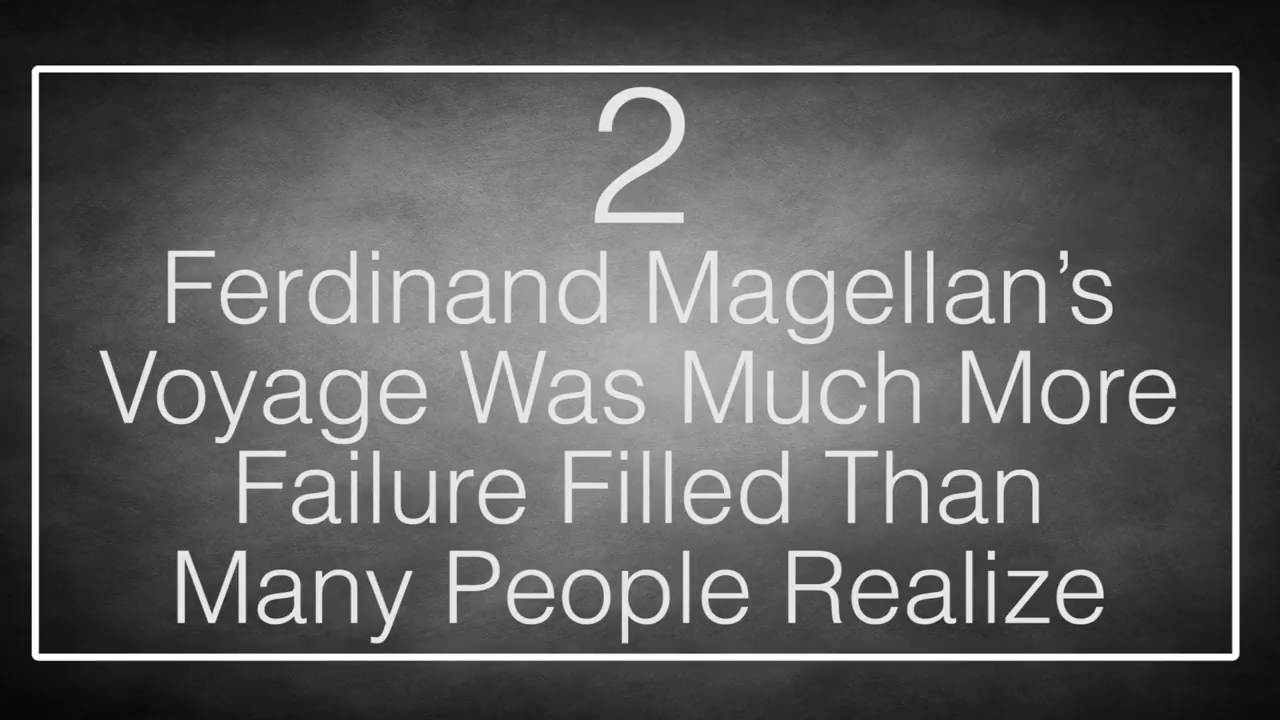 2
Ferdinand Magellan’s
Voyage Was Much More
Failure Filled Than
Many People Realize